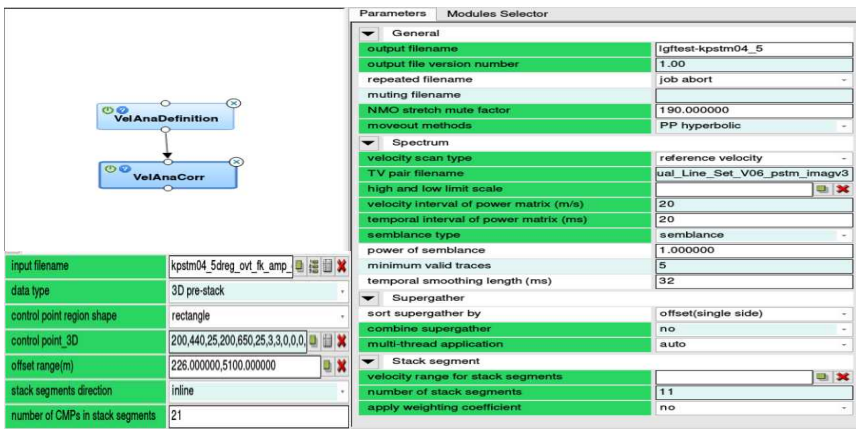 VelAnaDefinition
VelAnaCorr
input filename kpstm04_5dreg_ovt_fk_amp_
data type 3D pre-stack
control point region shape rectangle
control point_3D 200,440,25,200,650,25,3,3,0,0,0,
offset range(m) 226.000000,5100.000000
stack segments direction inline
number of CMPs in stack segments 21
Parameters Modules Selector
General
output filename lgftest-kpstm04_5
output file version number 1.00
repeated filename job abort
muting filename
NMO stretch mute factor 190.000000
moveout methods PP hyperbolic
Spectrum
velocity scan type reference velocity
TV pair filename ual_Line_Set_V06_pstm_imagv3
high and low limit scale
velocity interval of power matrix (m/s) 20
temporal interval of power matrix (ms) 20
semblance type semblance
power of semblance 1.000000
minimum valid traces 5
temporal smoothing length (ms) 32
Supergather
sort supergather by offset(single side)
combine supergather no
multi-thread application auto
Stack segment
velocity range for stack segments
number of stack segments 11
apply weighting coefficient no